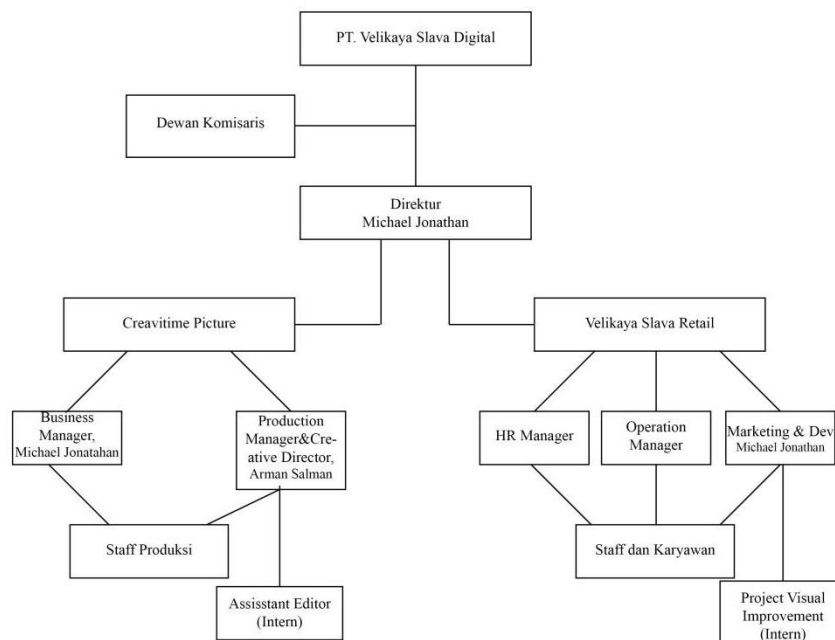 PT. Velikaya Slava Digital
Dewan Komisaris
Direktur
Michael Jonathan
Creavitime Picture
Velikaya Slava Retail
Business
Manager,
Michael Jonatahan
Production
Manager&Cre-
ative Director,
Arman Salman
HR Manager
Operation
Manager
Marketing & Dev
Michael Jonathan
Staff Produksi
Staff dan Karyawan
Assisstant Editor
(Intern)
Project Visual
Improvement
(Intern)